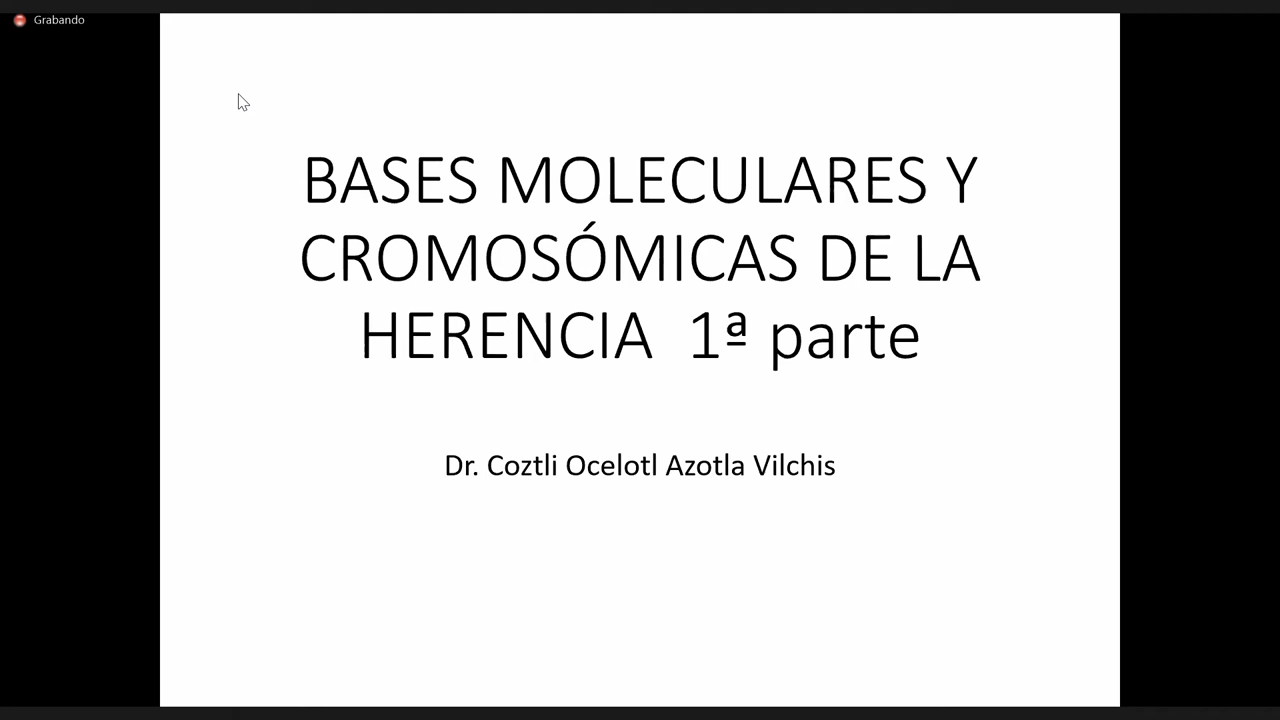 Grabando
BASES MOLECULARES Y
CROMOSÓMICAS DE LA
HERENCIA 1ª parte
Dr. Coztli Ocelotl Azotla Vilchis